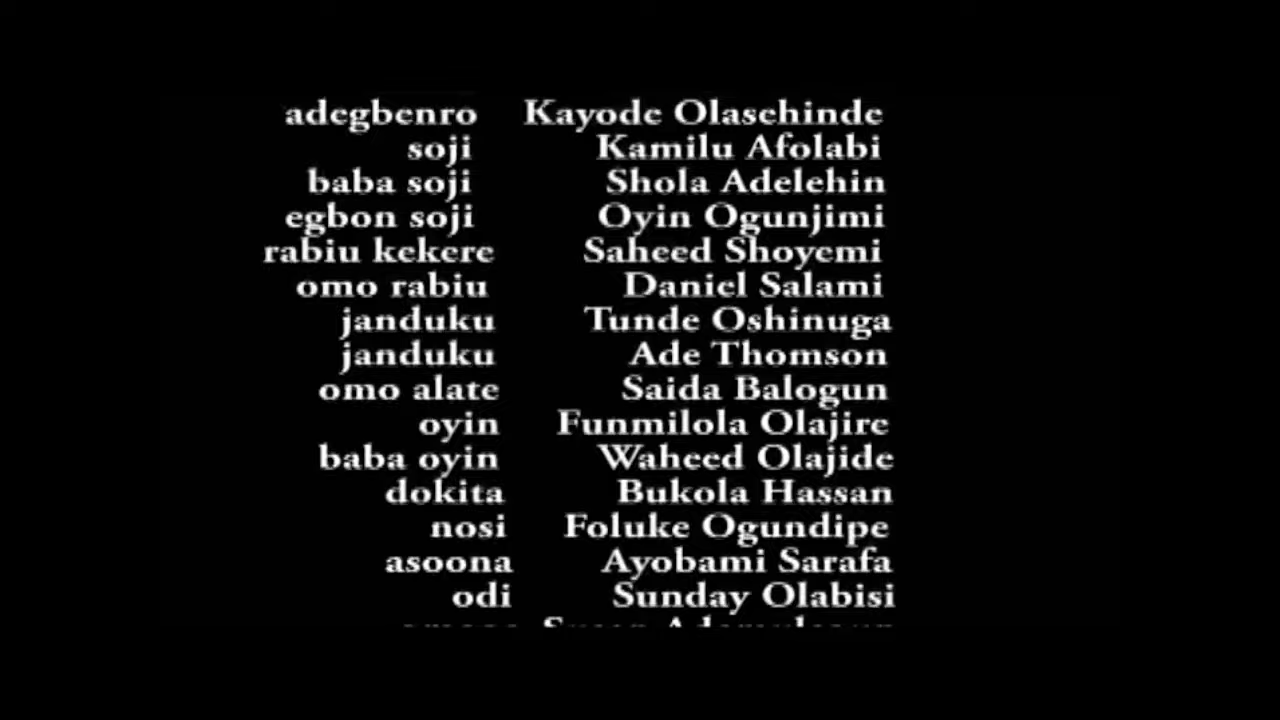 adegbenro Kayode Olasehinde
soji Kamilu Afolabi
baba soji Shola Adelehin
egbon soji Oyin Ogunjimi
rabiu kekere Saheed Shoyemi
omo rabiu Daniel Salami
janduku Tunde Oshinuga
janduku Ade Thomson
omo alate Saida Balogun
oyin Funmilola Olajire
baba oyin Waheed Olajide
dokita Bukola Hassan
nosi Foluke Ogundipe
asoona Ayobami Sarafa
odi Sunday Olabisi